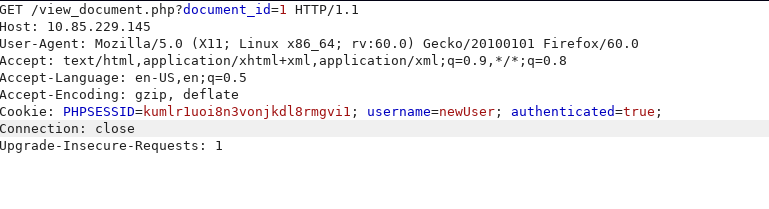 GET /view_document.php?document_id=1 HTTP/1.1
Host: 10.85.229.145
User-Agent: Mozilla/5.0 (X11; Linux x86_64; rv:60.0) Gecko/20100101 Firefox/60.0
Accept: text/html,application/xhtml+xml,application/xml;q=0.9,*/*;q=0.8
Accept-Language: en-US,en;q=0.5
Accept-Encoding: gzip, deflate
Cookie: PHPSESSID=kumlr1uoi8n3vonjkdl8rmgvi1; username=newUser; authenticated=true;
Connection: close
Upgrade-Insecure-Requests: 1